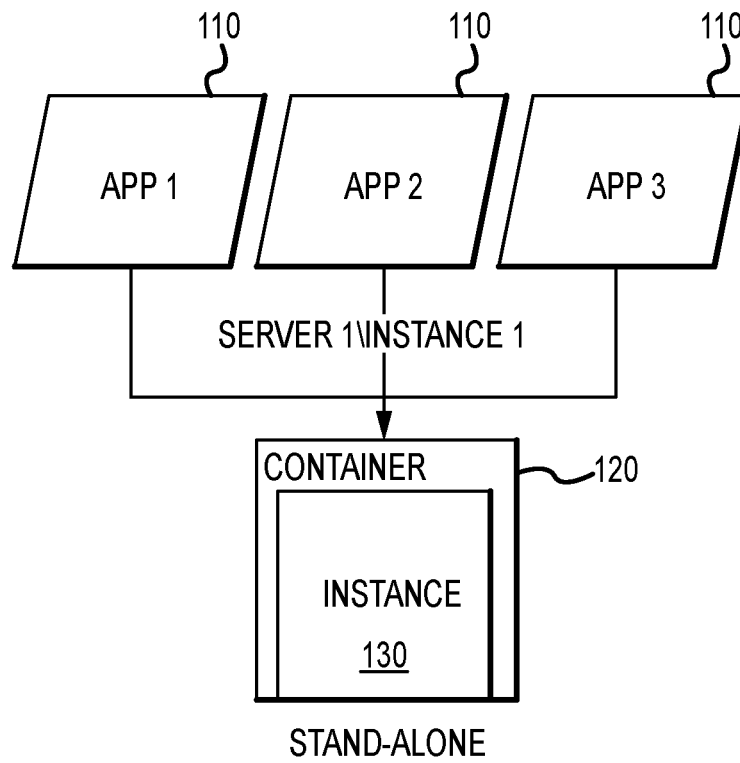 110 110 110
APP 1 APP 2 APP 3
SERVER 1\INSTANCE 1
CONTAINER
120
INSTANCE
130
STAND-ALONE